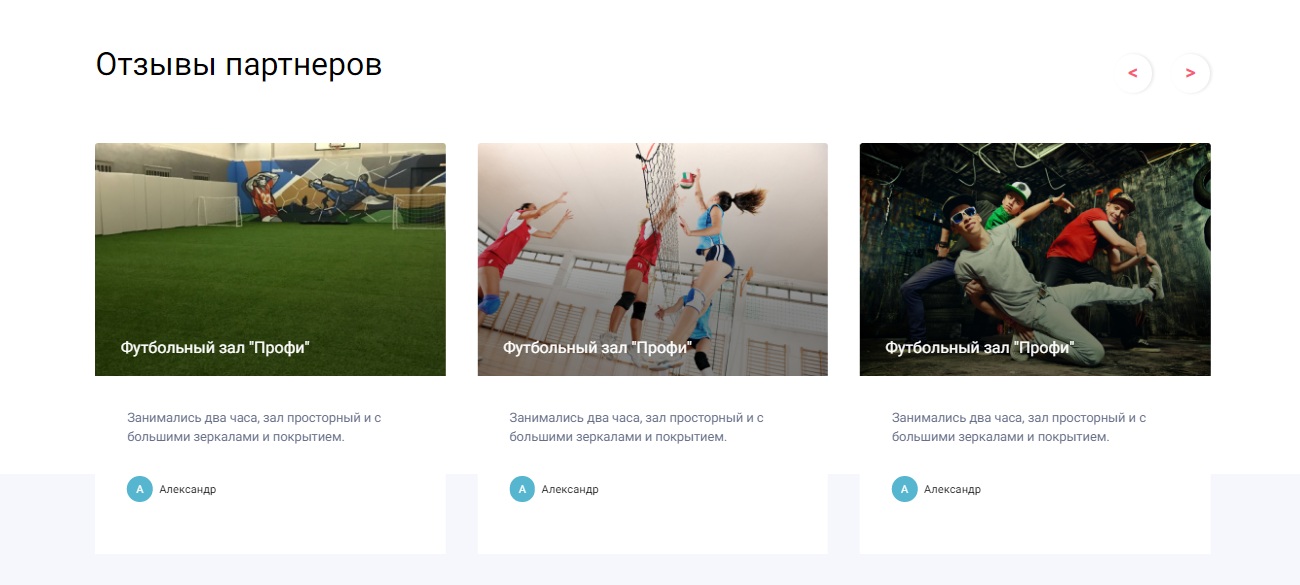 Отзывы партнеров
<
>
Футбольный зал "Профи"
Футбольный зал "Профи"
Футбольный зал "Профи"
Занимались два часа, зал просторный и с
большими зеркалами и покрытием.
Занимались два часа, зал просторный и с
большими зеркалами и покрытием.
Занимались два часа, зал просторный и с
большими зеркалами и покрытием.
А Александр
А Александр
А Александр